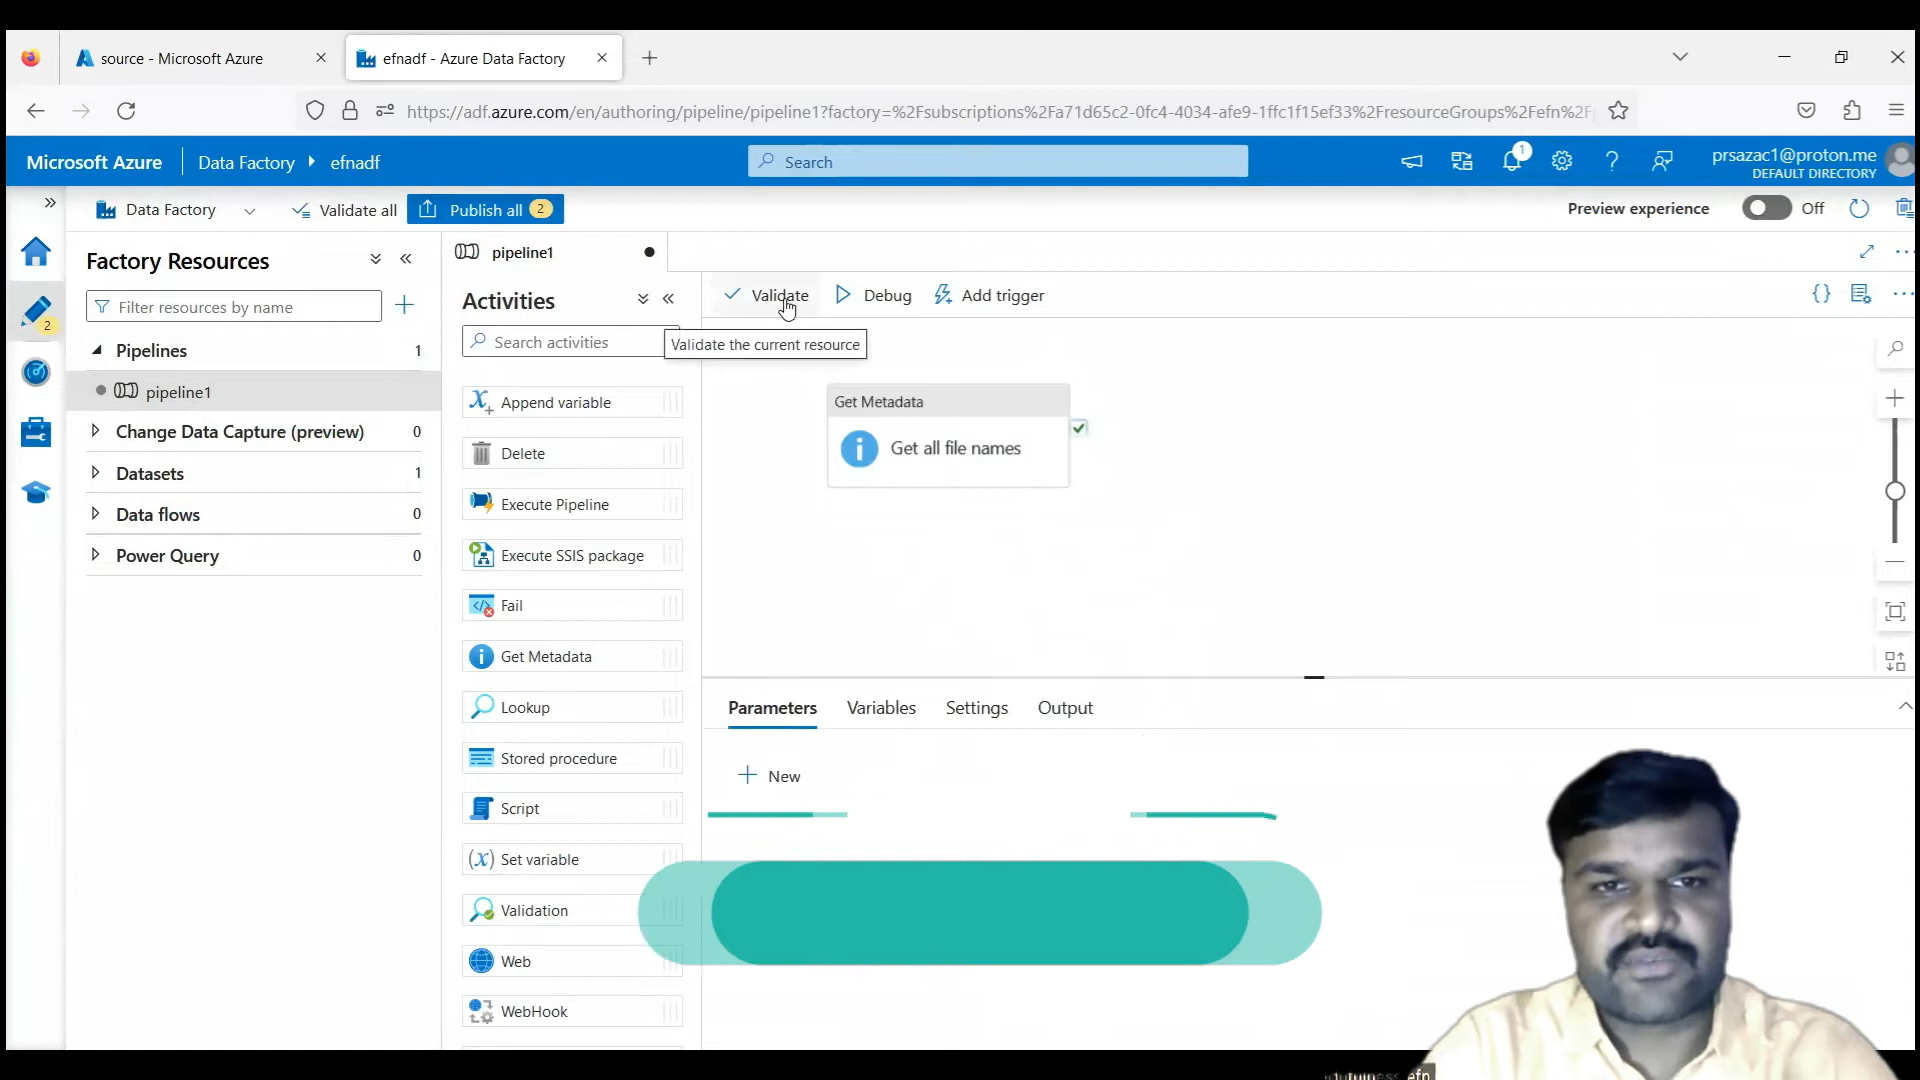 source - Microsoft Azure
efnadf - Azure Data Factory
https://adf.azure.com/en/authoring/pipeline/pipeline1?factory=%2Fsubscriptions%2Fa71d65c2-0fc4-4034-afe9-1ffc1f15ef33%2FresourceGroups%2Fefn%2F
Microsoft Azure
Data Factory
efnadf
Search
1
prsazac1@proton.me
DEFAULT DIRECTORY
Data Factory
Validate all
Publish all 2
Preview experience
Off
Factory Resources
Filter resources by name
2
Pipelines 1
pipeline1
Change Data Capture (preview) 0
Datasets 1
Data flows 0
Power Query 0
pipeline1
Activities
Search activities
Append variable
Delete
Execute Pipeline
Execute SSIS package
Fail
Get Metadata
Lookup
Stored procedure
Script
Set variable
Validation
Web
WebHook
Validate
Debug
Add trigger
Validate the current resource
Get Metadata
Get all file names
Parameters
Variables
Settings
Output
New